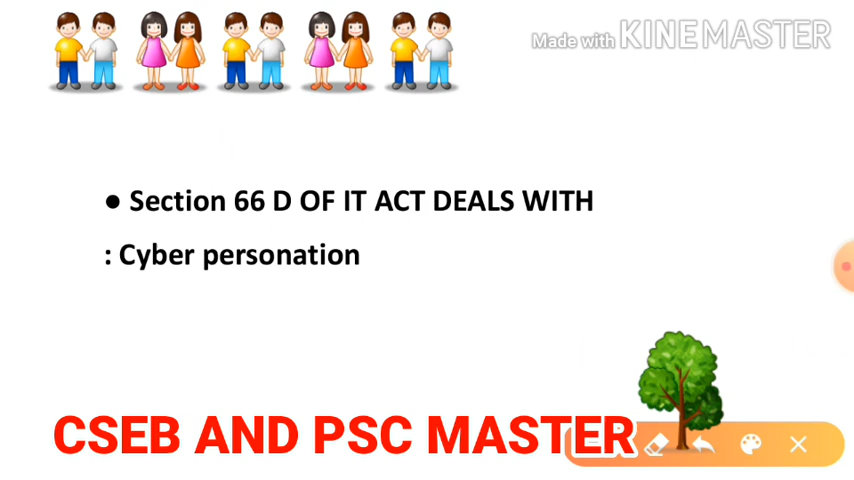 Made with KINEMASTER
● Section 66 D OF IT ACT DEALS WITH
: Cyber personation
CSEB AND PSC MASTER